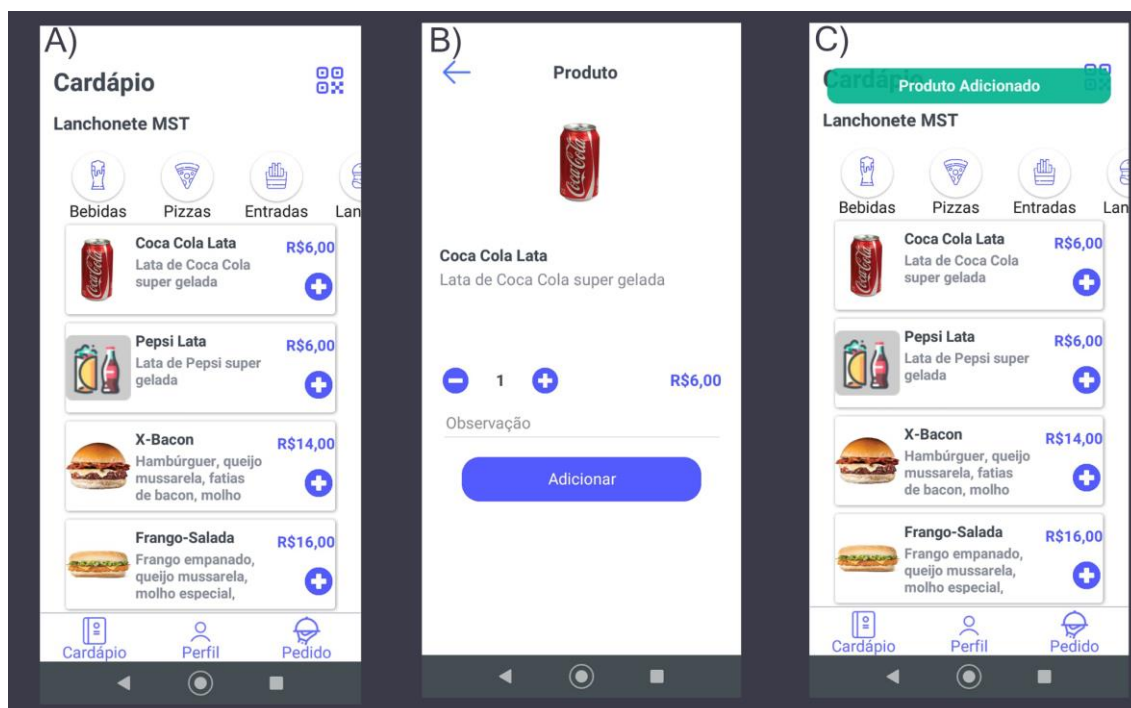 A)
Cardápio
Lanchonete MST
Bebidas Pizzas Entradas Lan
Coca Cola Lata
R$6,00
Lata de Coca Cola
super gelada
Pepsi Lata
R$6,00
Lata de Pepsi super
gelada
X-Bacon
R$14,00
Hambúrguer, queijo
mussarela, fatias
de bacon, molho
Frango-Salada
R$16,00
Frango empanado,
queijo mussarela,
molho especial,
Cardápio Perfil Pedido
B)
Produto
Coca-Cola
Coca Cola Lata
Lata de Coca Cola super gelada
1
R$6,00
Observação
Adicionar
C)
Cardápio
Produto Adicionado
Lanchonete MST
Bebidas Pizzas Entradas Lan
Coca Cola Lata
R$6,00
Lata de Coca Cola
super gelada
Pepsi Lata
R$6,00
Lata de Pepsi super
gelada
X-Bacon
R$14,00
Hambúrguer, queijo
mussarela, fatias
de bacon, molho
Frango-Salada
R$16,00
Frango empanado,
queijo mussarela,
molho especial,
Cardápio Perfil Pedido